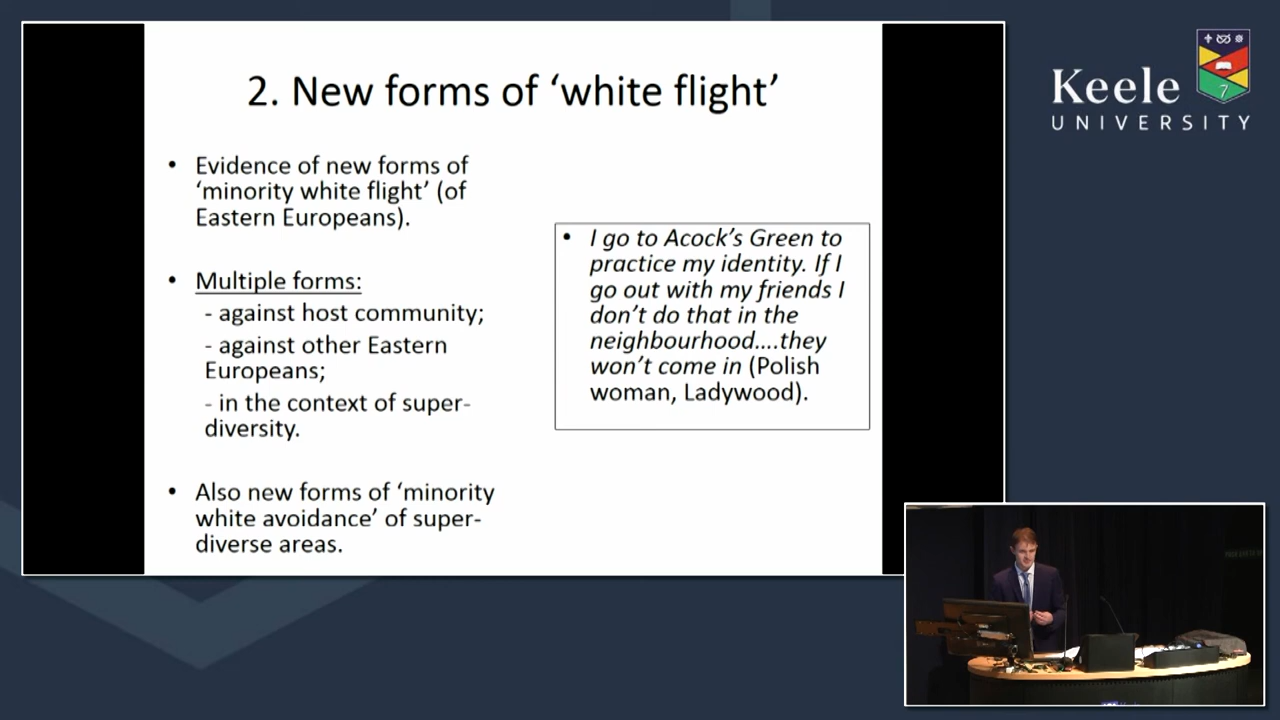 2. New forms of ‘white flight’
• Evidence of new forms of
‘minority white flight’ (of
Eastern Europeans).
• Multiple forms:
- against host community;
- against other Eastern
Europeans;
- in the context of super-
diversity.
• Also new forms of ‘minority
white avoidance’ of super-
diverse areas.
• I go to Acock’s Green to
practice my identity. If I
go out with my friends I
don’t do that in the
neighbourhood....they
won’t come in (Polish
woman, Ladywood).
Keele
UNIVERSITY